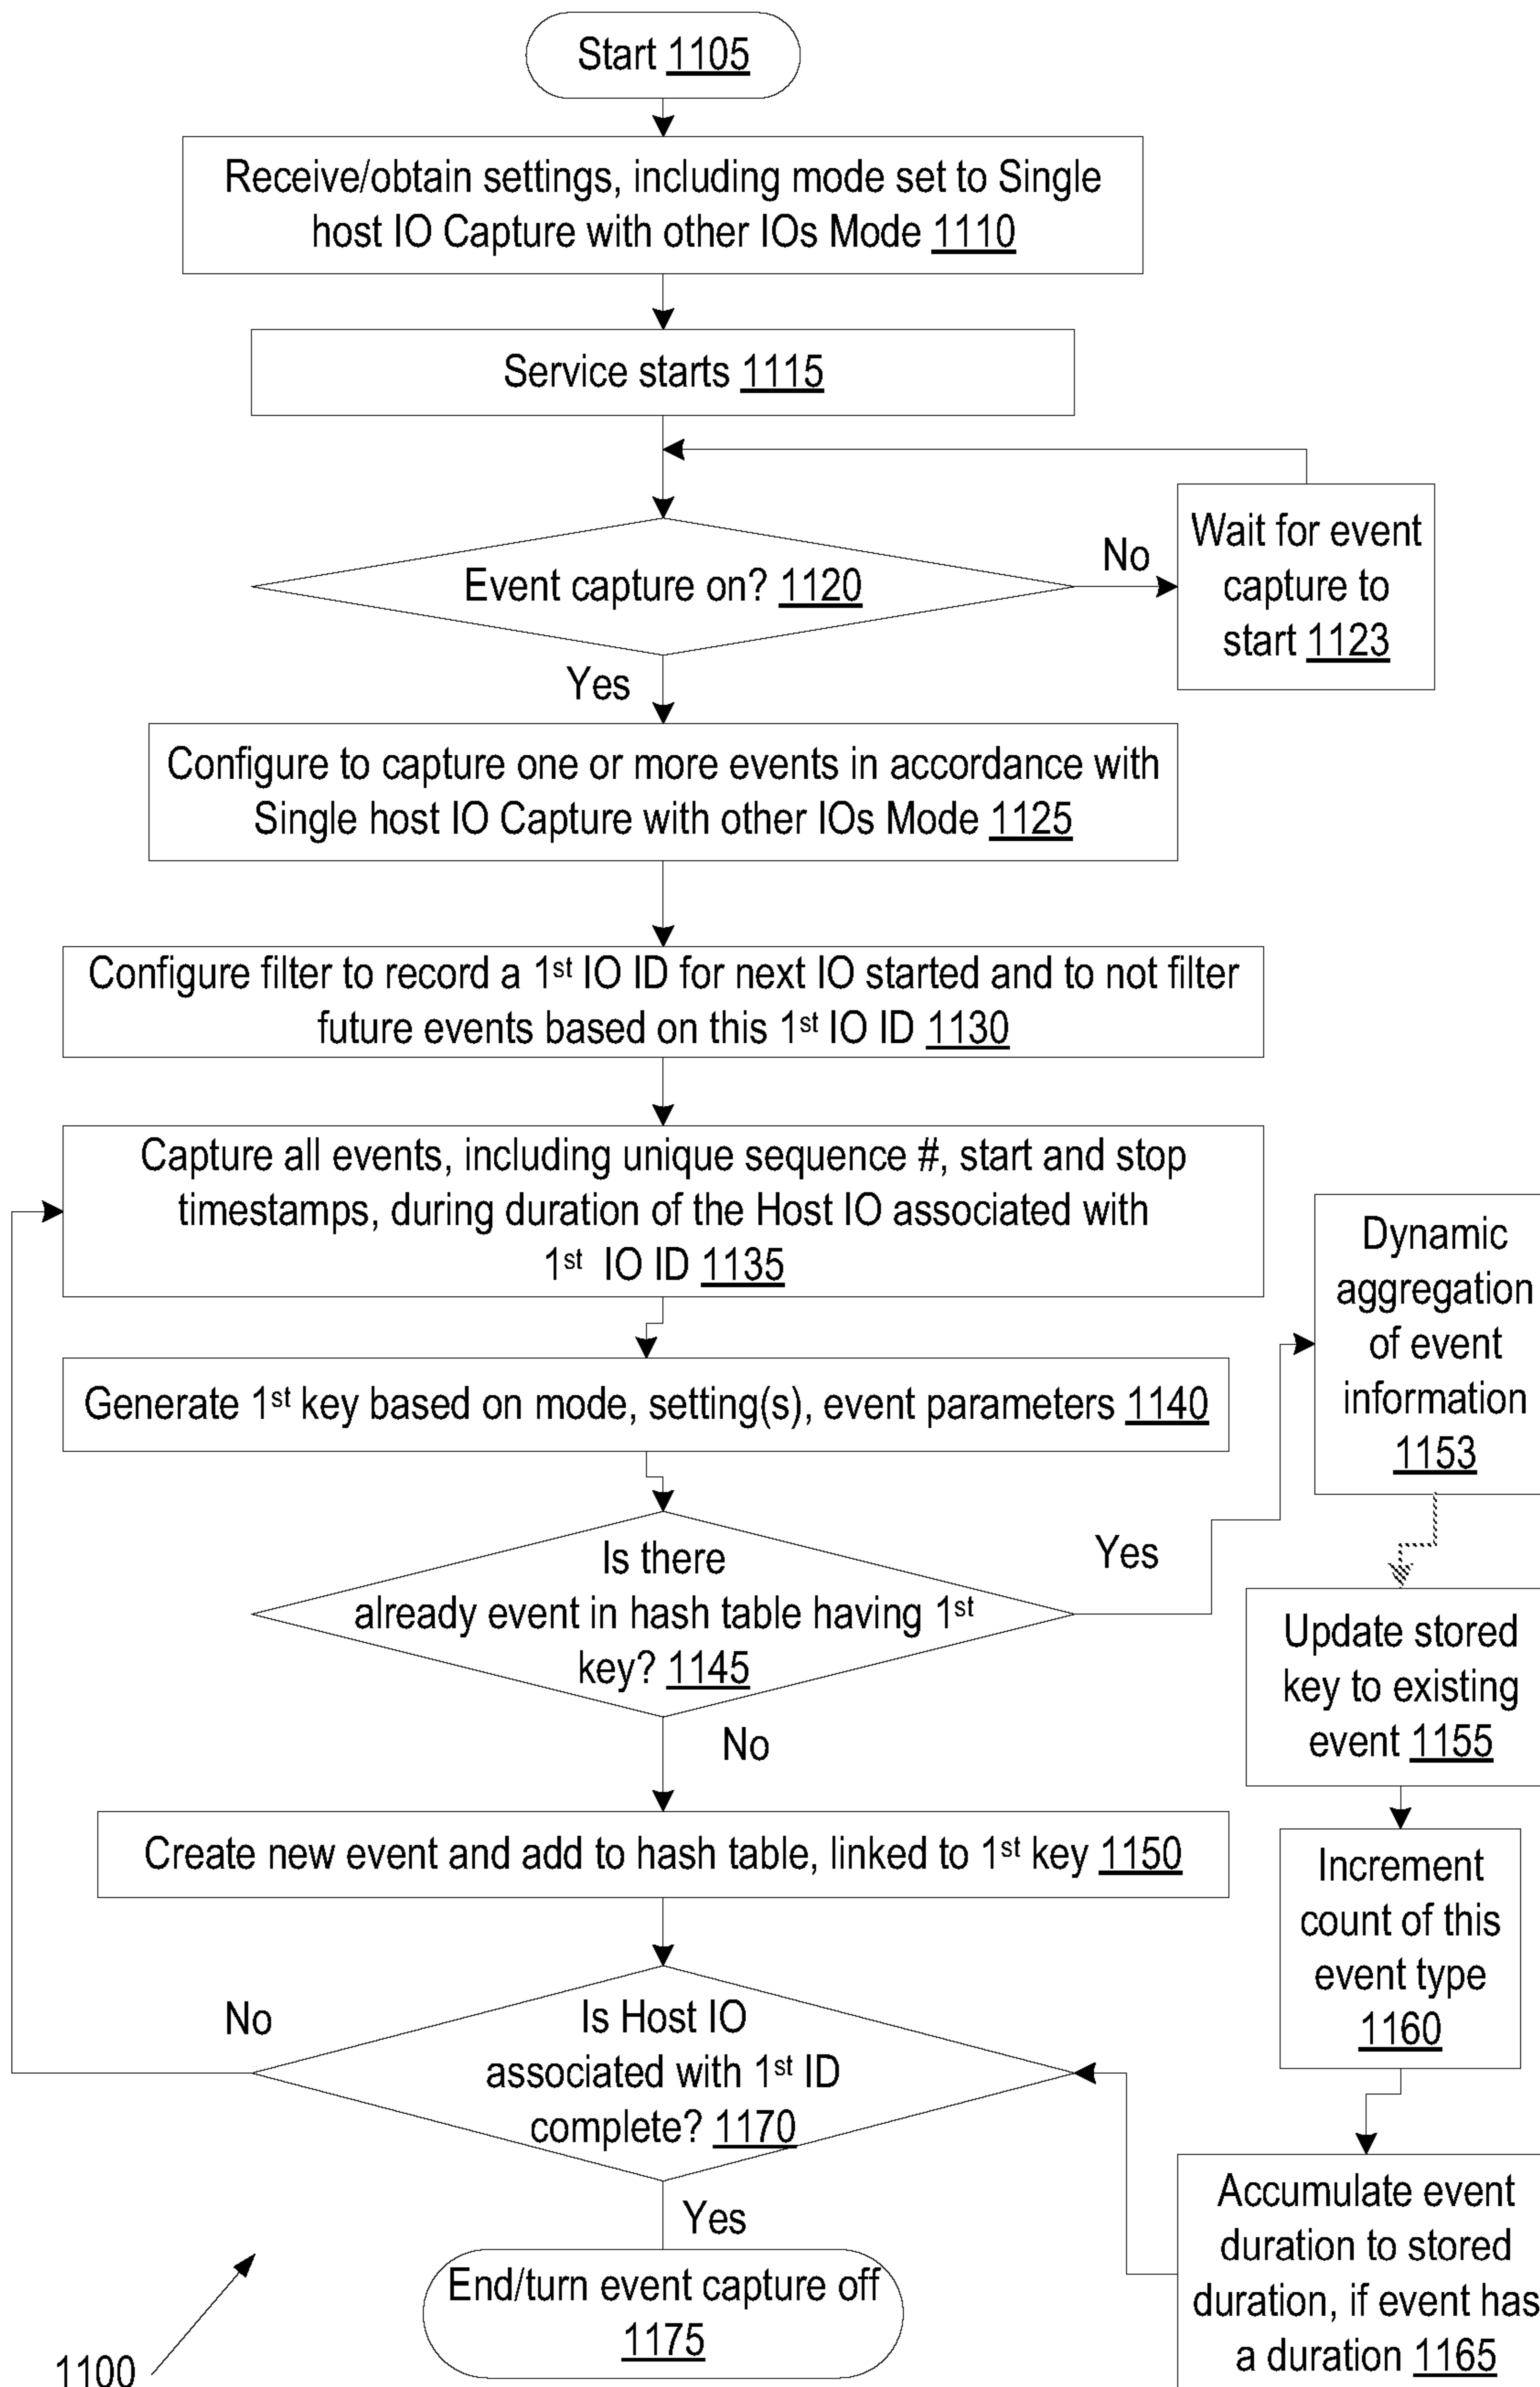 Start 1105
Receive/obtain settings, including mode set to Single
host IO Capture with other IOs Mode 1110
Service starts 1115
Event capture on? 1120
No
Wait for event
capture to
start 1123
Yes
Configure to capture one or more events in accordance with
Single host IO Capture with other IOs Mode 1125
Configure filter to record a 1st IO ID for next IO started and to not filter
future events based on this 1st IO ID 1130
Capture all events, including unique sequence #, start and stop
timestamps, during duration of the Host IO associated with
1st IO ID 1135
Dynamic
aggregation
of event
information
1153
Generate 1st key based on mode, setting(s), event parameters 1140
Is there
already event in hash table having 1st
key? 1145
Yes
Update stored
key to existing
event 1155
No
Create new event and add to hash table, linked to 1st key 1150
Increment
count of this
event type
1160
No
Is Host IO
associated with 1st ID
complete? 1170
Yes
Accumulate event
duration to stored
duration, if event has
a duration 1165
End/turn event capture off
1175
1100